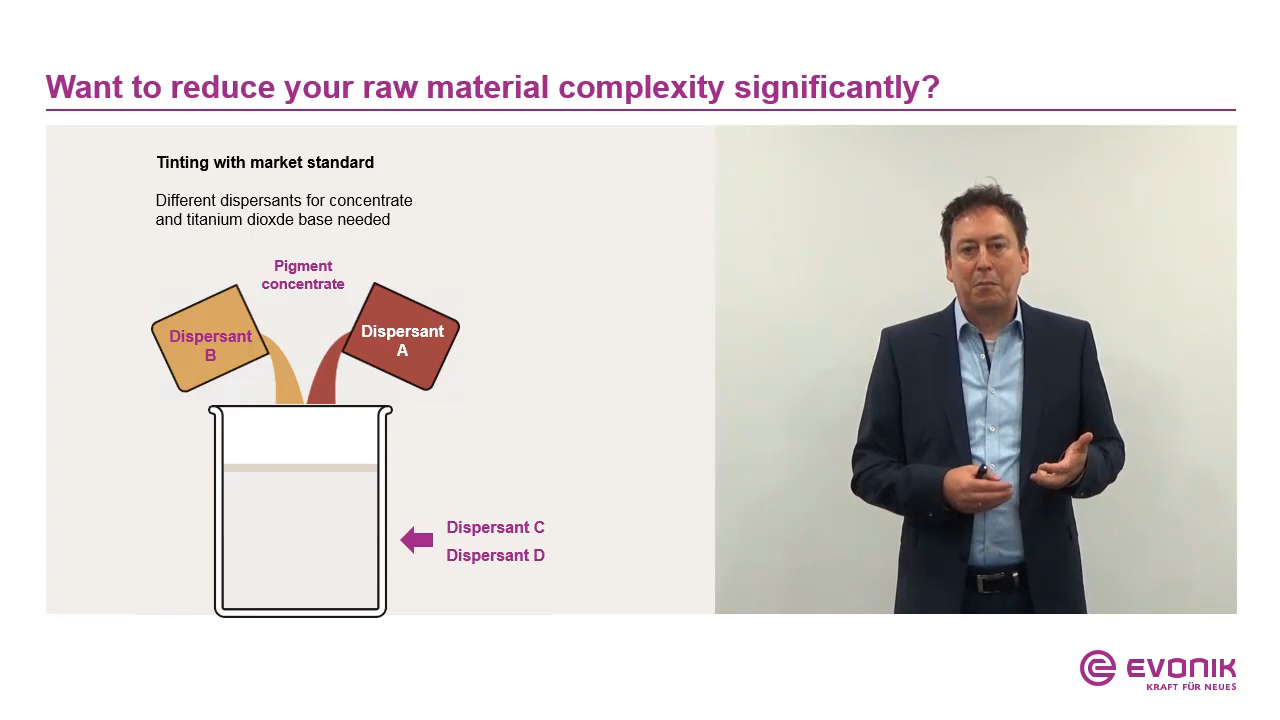 Want to reduce your raw material complexity significantly?
Tinting with market standard
Different dispersants for concentrate
and titanium dioxde base needed
Pigment
concentrate
Dispersant
B
Dispersant
A
Dispersant C
Dispersant D
EVONIK
KRAFT FÜR NEUES